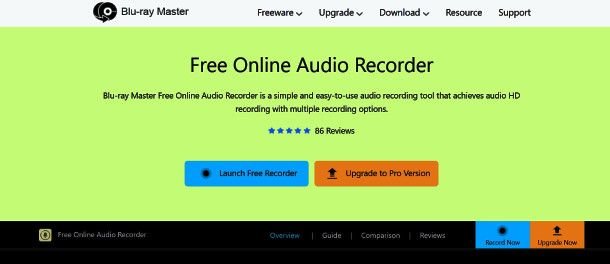 Blu-ray Master Freeware Upgrade Download Resource Support
Free Online Audio Recorder
Blu-ray Master Free Online Audio Recorder is a simple and easy-to-use audio recording tool that achieves audio HD
recording with multiple recording options.
86 Reviews
Launch Free Recorder Upgrade to Pro Version
Free Online Audio Recorder Overview | Guide | Comparison | Reviews Record Now Upgrade Now